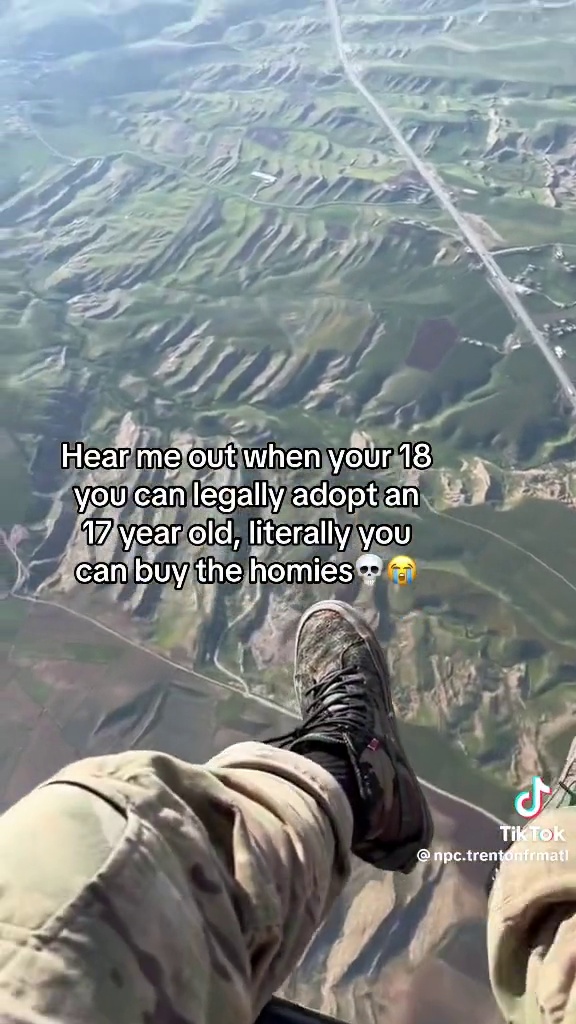 Hear me out when your 18
you can legally adopt an
17 year old, literally you
can buy the homies💀😭
TikTok
@npc.trentonfrmatl